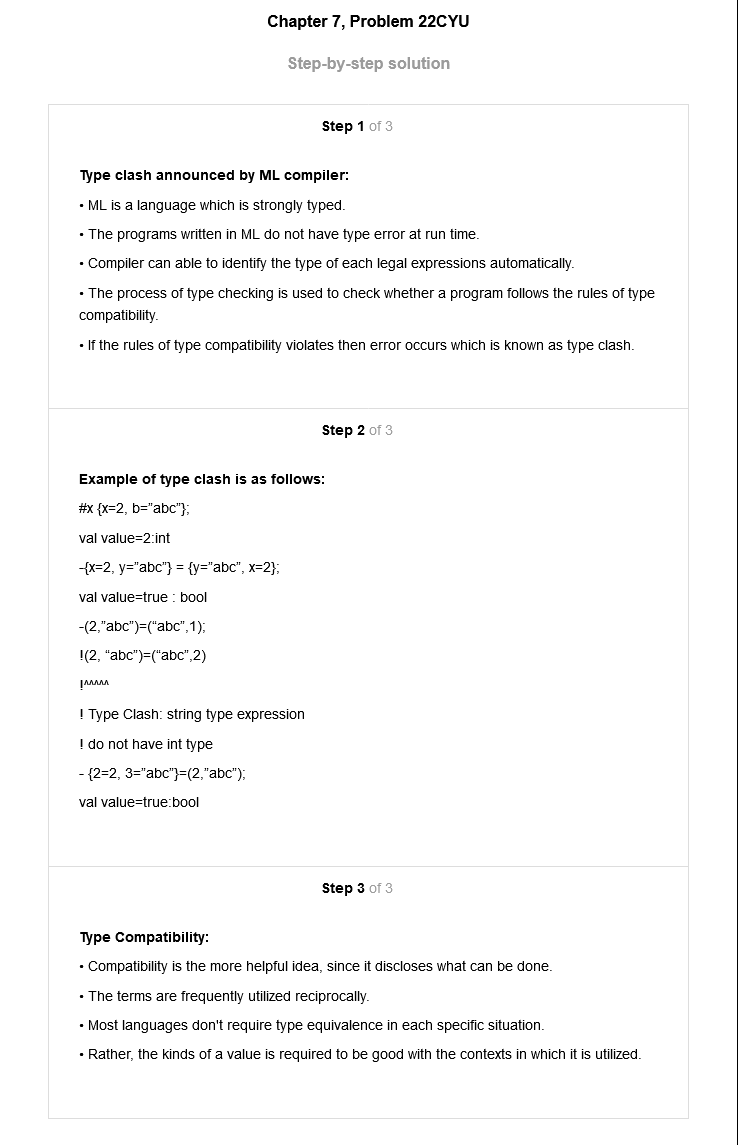 Chapter 7, Problem 22CYU
Step-by-step solution
Step 1 of 3
Type clash announced by ML compiler:
• ML is a language which is strongly typed.
• The programs written in ML do not have type error at run time.
• Compiler can able to identify the type of each legal expressions automatically.
• The process of type checking is used to check whether a program follows the rules of type
compatibility.
• If the rules of type compatibility violates then error occurs which is known as type clash.
Step 2 of 3
Example of type clash is as follows:
#x {x=2, b=”abc”};
val value=2:int
-{x=2, y=”abc”} = {y=”abc”, x=2};
val value=true : bool
-(2,”abc”)=(“abc”,1);
!(2, “abc”)=(“abc”,2)
!^^^^^
! Type Clash: string type expression
! do not have int type
- {2=2, 3=”abc”}=(2,”abc”);
val value=true:bool
Step 3 of 3
Type Compatibility:
• Compatibility is the more helpful idea, since it discloses what can be done.
• The terms are frequently utilized reciprocally.
• Most languages don't require type equivalence in each specific situation.
• Rather, the kinds of a value is required to be good with the contexts in which it is utilized.